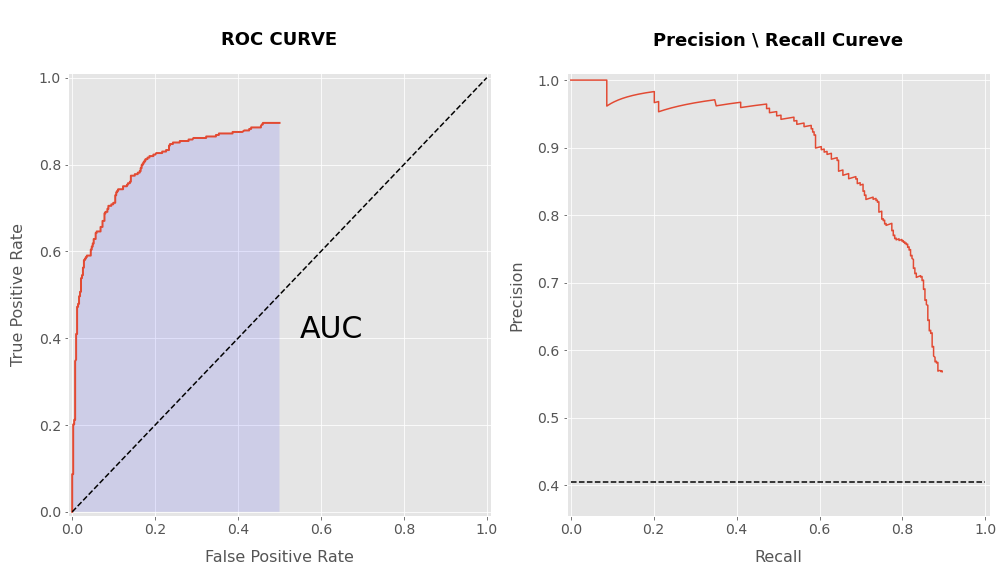 ROC CURVE
1.0
0.8
0.6
0.4
0.2
0.0
True Positive Rate
AUC
0.0 0.2 0.4 0.6 0.8 1.0
False Positive Rate
Precision \ Recall Cureve
1.0
0.9
0.8
0.7
0.6
0.5
0.4
Precision
0.0 0.2 0.4 0.6 0.8 1.0
Recall